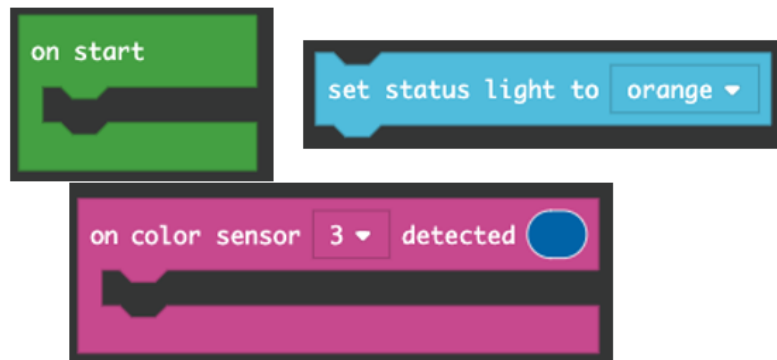 on start
set status light to orange
on color sensor 3 detected